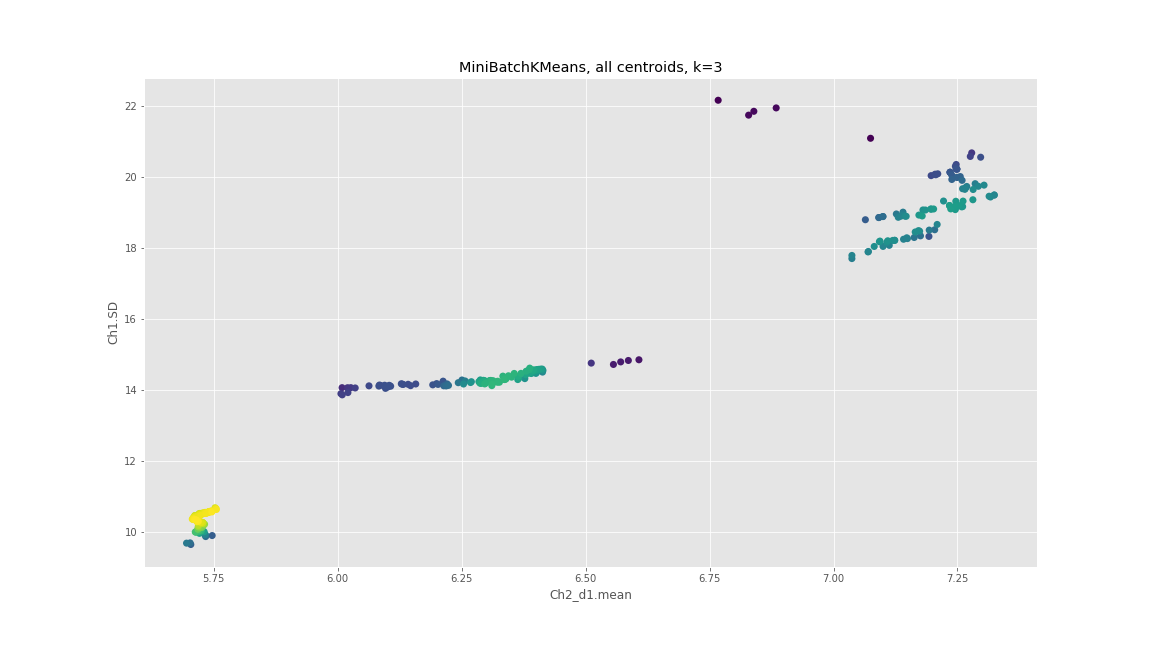 MiniBatchKMeans, all centroids, k=3
22
20
18
16
14
12
10
Ch1.SD
5.75 6.00 6.25 6.50 6.75 7.00 7.25
Ch2_d1.mean